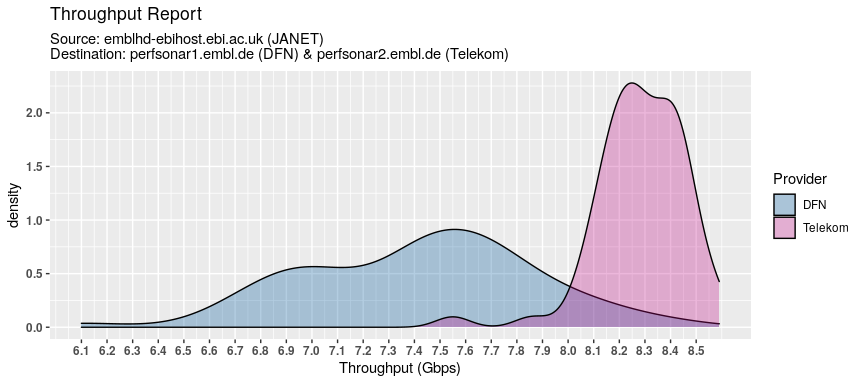 Throughput Report
Source: emblhd-ebihost.ebi.ac.uk (JANET)
Destination: perfsonar1.embl.de (DFN) & perfsonar2.embl.de (Telekom)
density
2.0
1.5
1.0
0.5
0.0
6.1 6.2 6.3 6.4 6.5 6.6 6.7 6.8 6.9 7.0 7.1 7.2 7.3 7.4 7.5 7.6 7.7 7.8 7.9 8.0 8.1 8.2 8.3 8.4 8.5
Throughput (Gbps)
Provider
DFN
Telekom